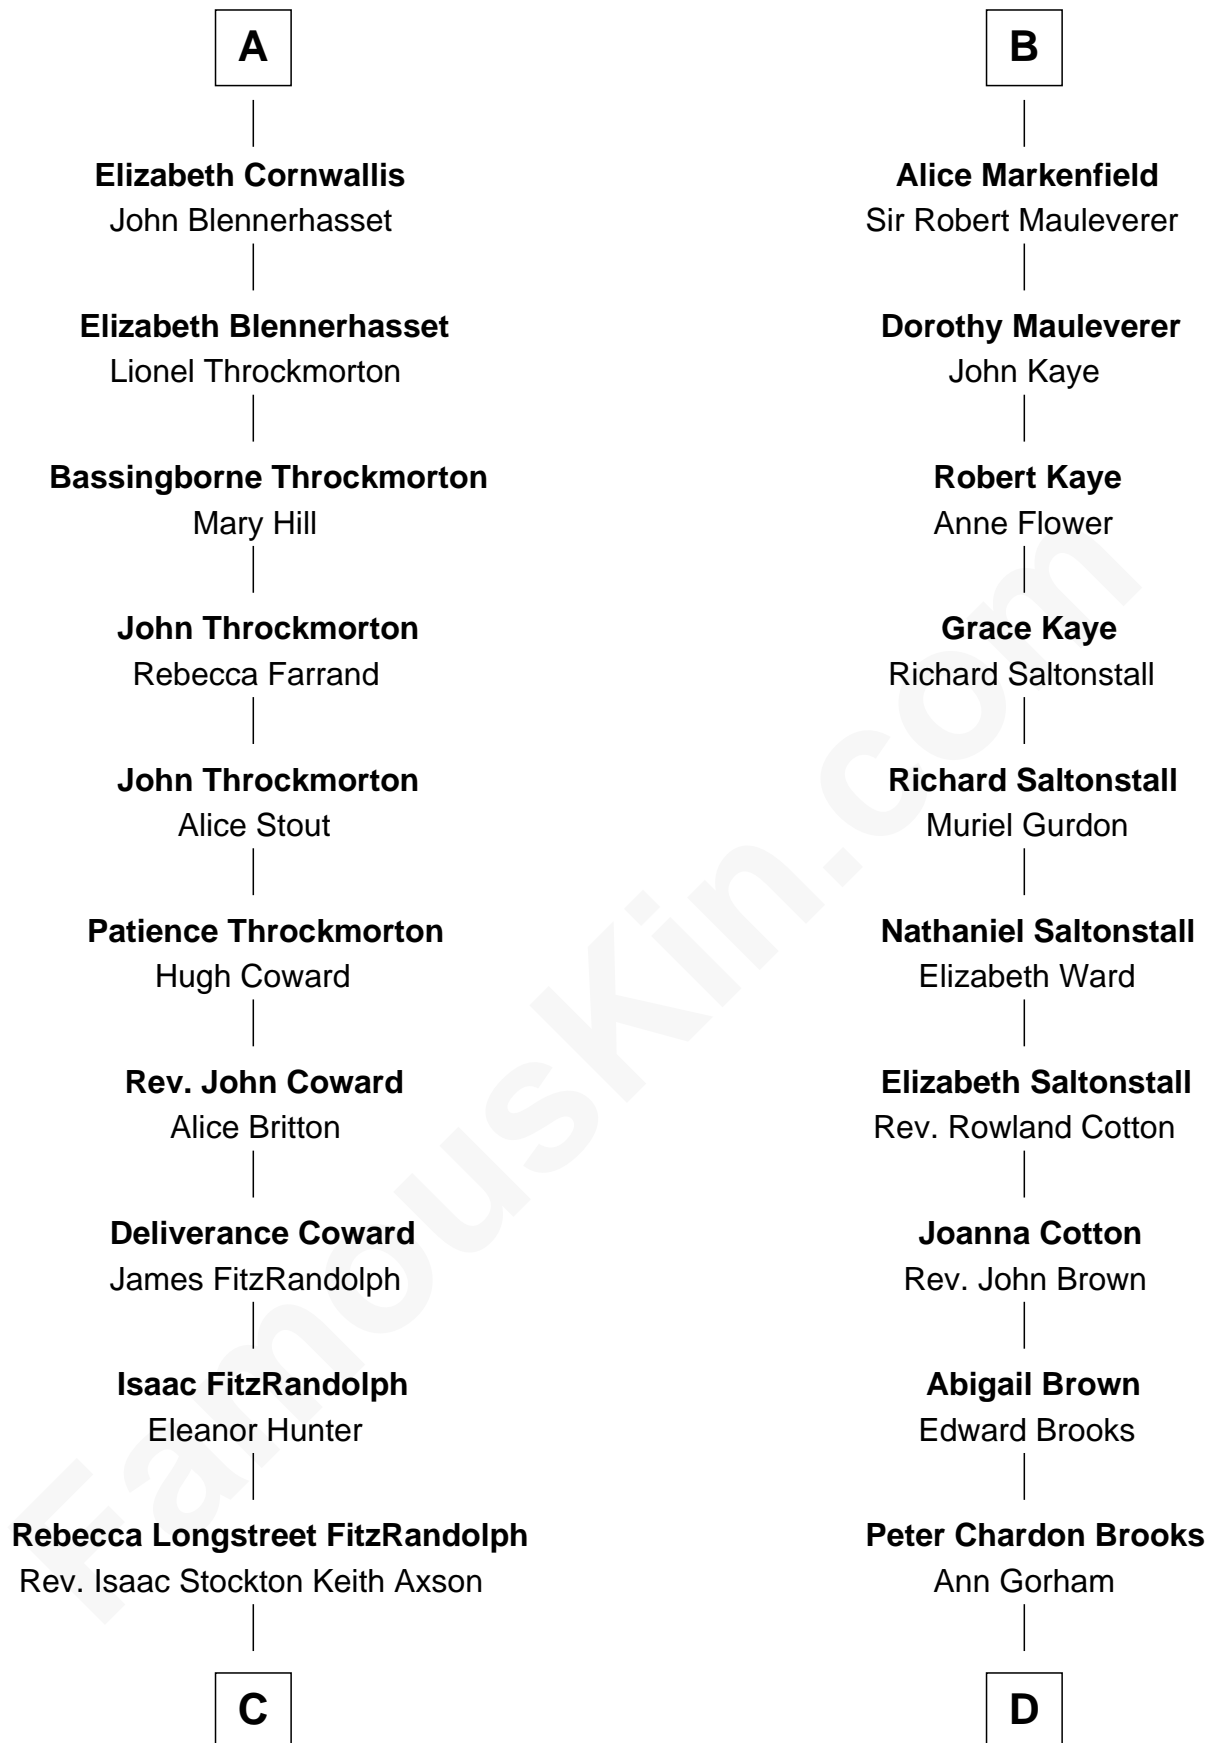 A
Elizabeth Cornwallis
John Blennerhasset
Elizabeth Blennerhasset
Lionel Throckmorton
Bassingborne Throckmorton
Mary Hill
John Throckmorton
Rebecca Farrand
John Throckmorton
Alice Stout
Patience Throckmorton
Hugh Coward
Rev. John Coward
Alice Britton
Deliverance Coward
James FitzRandolph
Isaac FitzRandolph
Eleanor Hunter
Rebecca Longstreet FitzRandolph
Rev. Isaac Stockton Keith Axson
C
B
Alice Markenfield
Sir Robert Mauleverer
Dorothy Mauleverer
John Kaye
Robert Kaye
Anne Flower
Grace Kaye
Richard Saltonstall
Richard Saltonstall
Muriel Gurdon
Nathaniel Saltonstall
Elizabeth Ward
Elizabeth Saltonstall
Rev. Rowland Cotton
Joanna Cotton
Rev. John Brown
Abigail Brown
Edward Brooks
Peter Chardon Brooks
Ann Gorham
D
FamousKin.com